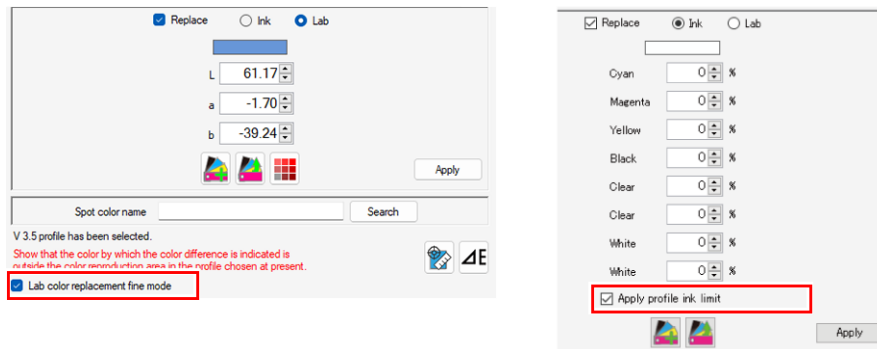 Replace Ink Lab
L 61.17
a -1.70
b -39.24
Apply
Spot color name Search
V 3.5 profile has been selected.
Show that the color by which the color difference is indicated is
outside the color reproduction area in the profile chosen at present.
ΔE
Lab color replacement fine mode
Replace Ink Lab
Cyan 0 %
Magenta 0 %
Yellow 0 %
Black 0 %
Clear 0 %
Clear 0 %
White 0 %
White 0 %
Apply profile ink limit
Apply